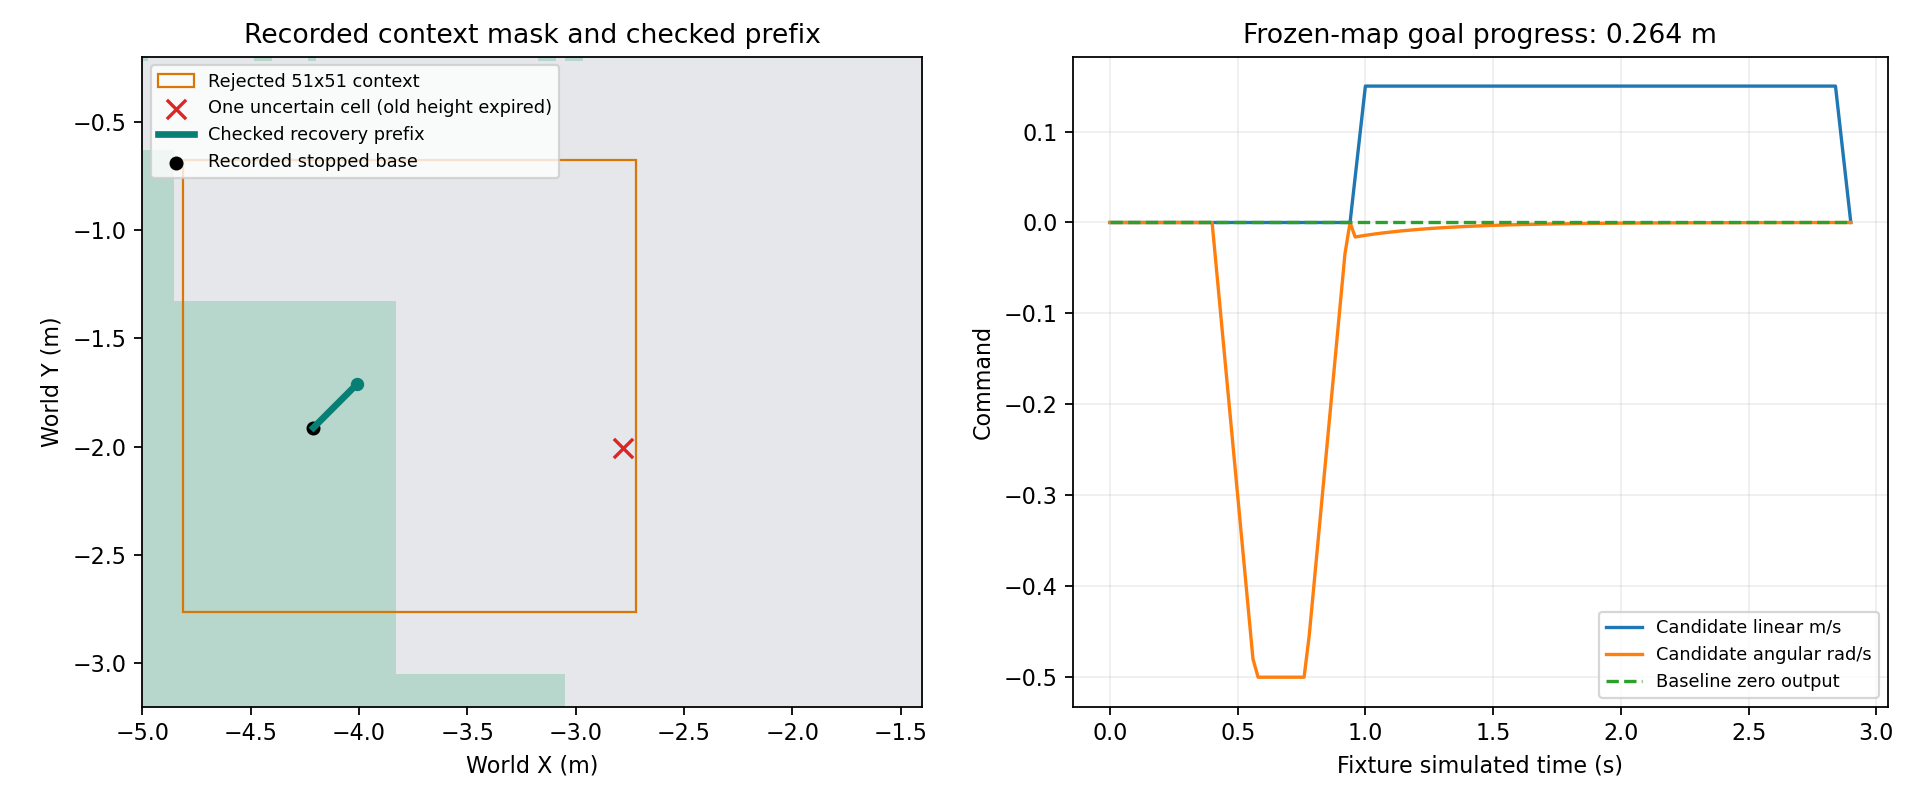 Recorded context mask and checked prefix
Rejected 51x51 context
One uncertain cell (old height expired)
Checked recovery prefix
Recorded stopped base
−0.5
−1.0
−1.5
−2.0
−2.5
−3.0
World Y (m)
−5.0 −4.5 −4.0 −3.5 −3.0 −2.5 −2.0 −1.5
World X (m)
Frozen-map goal progress: 0.264 m
0.1
0.0
−0.1
−0.2
−0.3
−0.4
−0.5
Command
Candidate linear m/s
Candidate angular rad/s
Baseline zero output
0.0 0.5 1.0 1.5 2.0 2.5 3.0
Fixture simulated time (s)